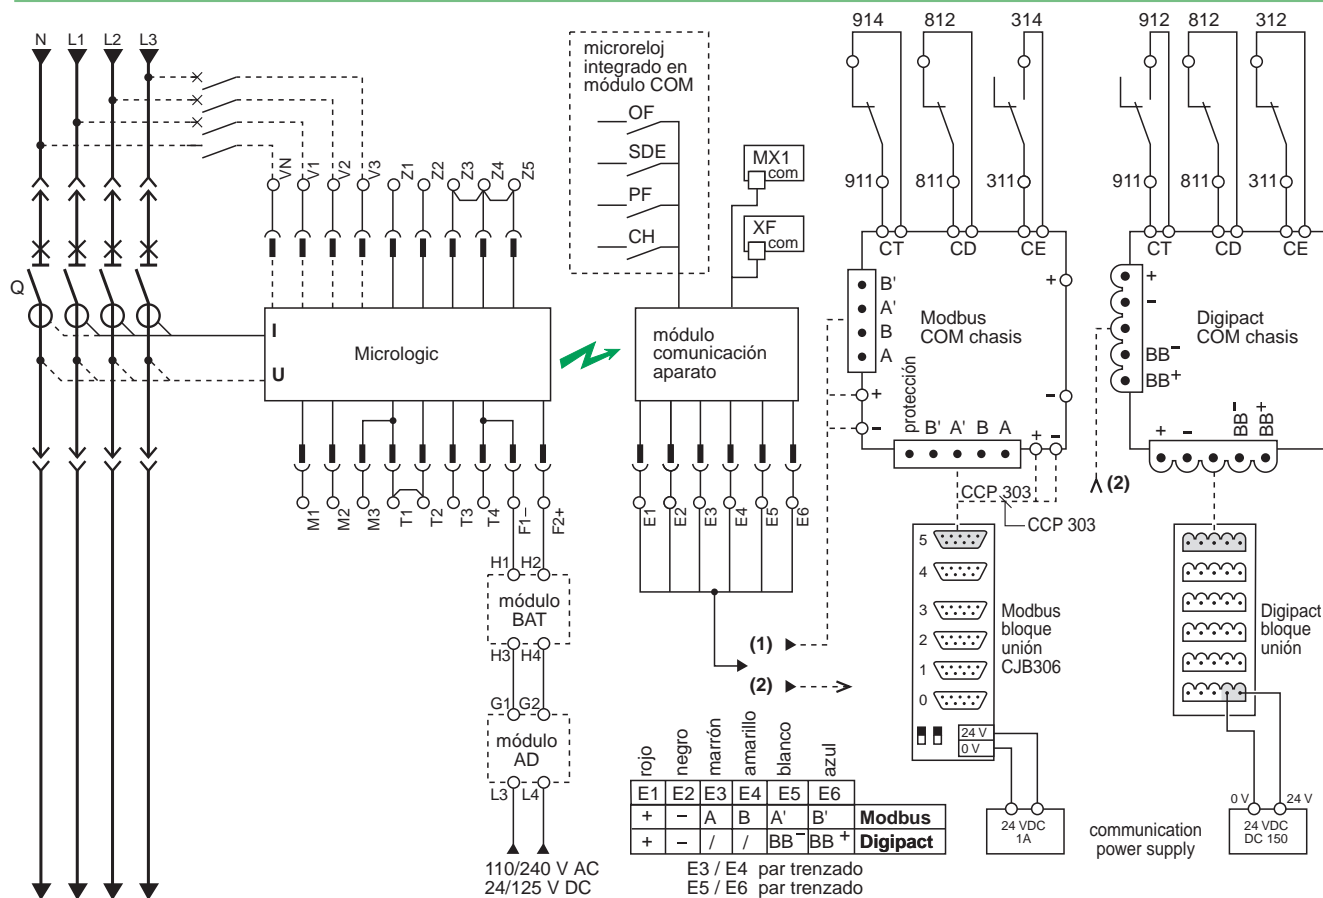 N L1 L2 L3
Q
VN V1 V2 V3 Z1 Z2 Z3 Z4 Z5
I
U
Micrologic
M1 M2 M3 T1 T2 T3 T4 F1− F2+
H1 H2
módulo
BAT
H3 H4
G1 G2
módulo
AD
L3 L4
110/240 V AC
24/125 V DC
microreloj
integrado en
módulo COM
OF
SDE
PF
CH
MX1
com
XF
com
módulo
comunicación
aparato
E1 E2 E3 E4 E5 E6
(1)
(2)
rojo negro marrón amarillo blanco azul
E1 E2 E3 E4 E5 E6
+ − A B A' B' Modbus
+ − / / BB− BB+ Digipact
E3 / E4 par trenzado
E5 / E6 par trenzado
914 812 314
911 811 311
CT CD CE
B'
A'
B
A
+
−
+
−
Modbus
COM chasis
protección
B' A' B A + −
CCP 303
CCP 303
5
4
3
2
1
0
Modbus
bloque
unión
CJB306
24 V
0 V
24 VDC
1A
communication
power supply
912 812 312
911 811 311
CT CD CE
+
−
BB−
BB+
Digipact
COM chasis
+ − BB− BB+
(2)
Digipact
bloque
unión
0 V 24 V
24 VDC
DC 150